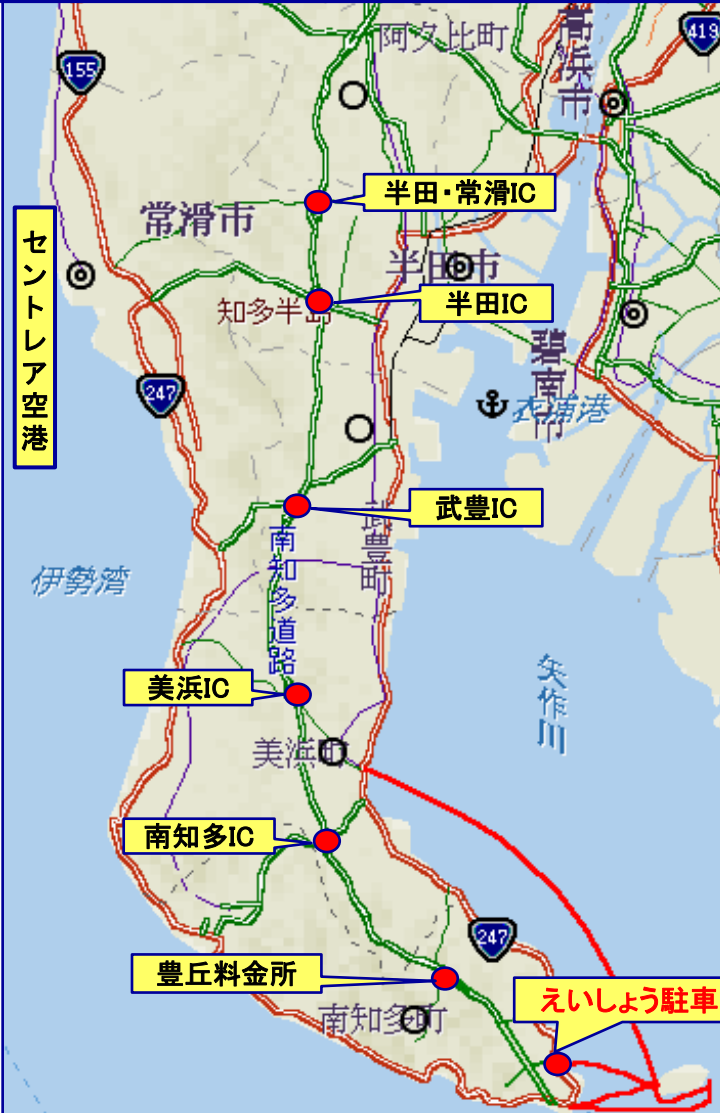 阿久比町
高浜市
419
155
半田・常滑IC
常滑市
セントレア空港
半田市
半田IC
知多半島
碧南市
247
衣浦港
武豊IC
武豊町
南知多道路
伊勢湾
美浜IC
矢作川
美浜町
南知多IC
247
豊丘料金所
えいしょう駐車
南知多町